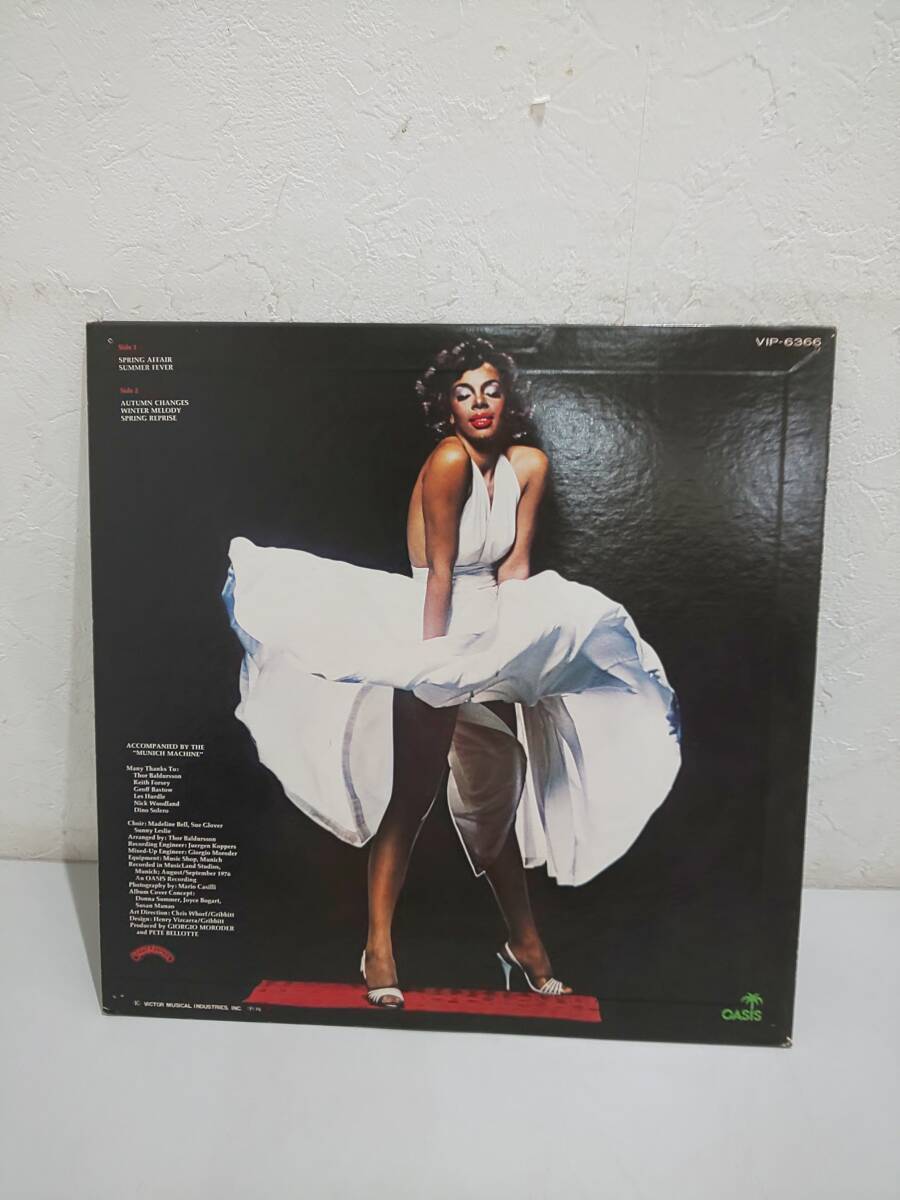 VIP-6366
Side 1
SPRING AFFAIR
SUMMER FEVER
Side 2
AUTUMN CHANGES
WINTER MELODY
SPRING REPRISE
ACCOMPANIED BY THE
"MUNICH MACHINE"
Many Thanks To:
Thor Baldursson
Keith Forsey
Geoff Bastow
Les Hurdle
Nick Woodland
Dino Solero
Choir: Madeline Bell, Sue Glover
Sunny Leslie
Arranged by: Thor Baldursson
Recording Engineer: Juergen Koppers
Mixed-Up Engineer: Giorgio Moroder
Equipment: Music Shop, Munich
Recorded in MusicLand Studios,
Munich; August/September 1976
An OASIS Recording
Photography by: Mario Casilli
Album Cover Concept:
Donna Summer, Joyce Bogart,
Susan Munao
Art Direction: Chris Whorf/Gribbitt
Design: Henry Vizcarra/Gribbitt
Produced by GIORGIO MORODER
and PETE BELLOTTE
VICTOR MUSICAL INDUSTRIES, INC.
OASIS